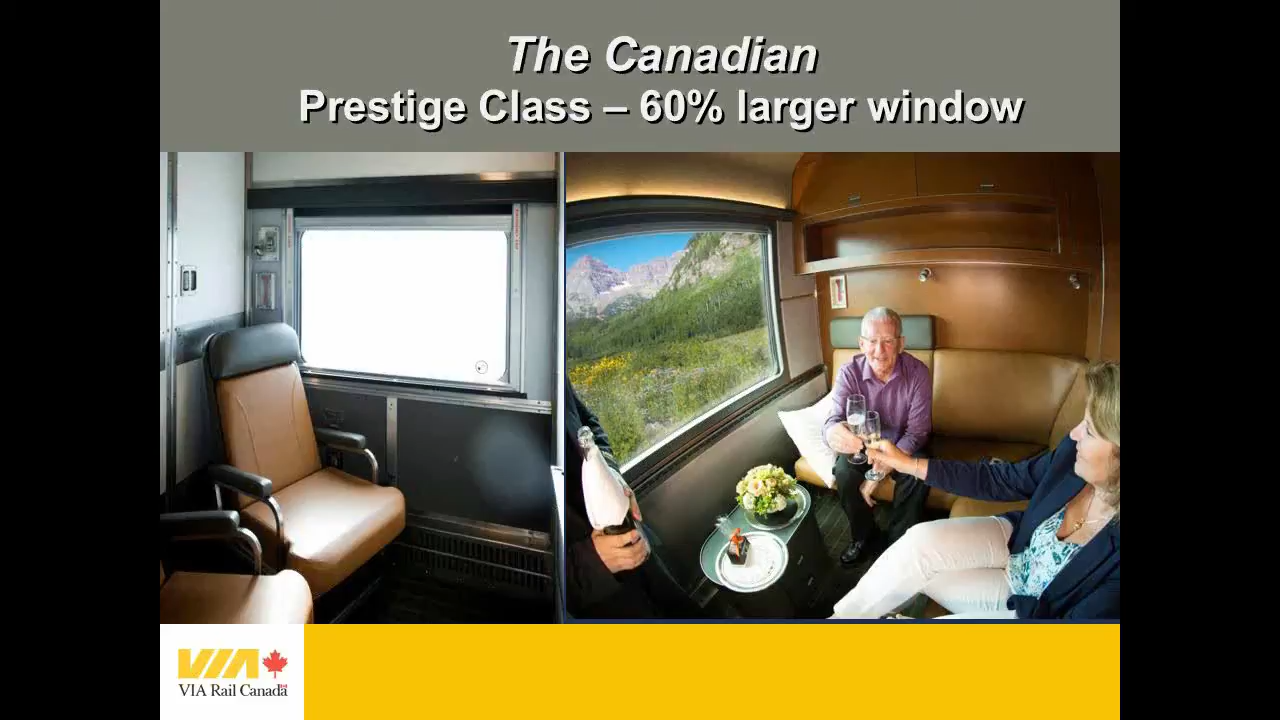 The Canadian
Prestige Class – 60% larger window
VIA
VIA Rail Canada